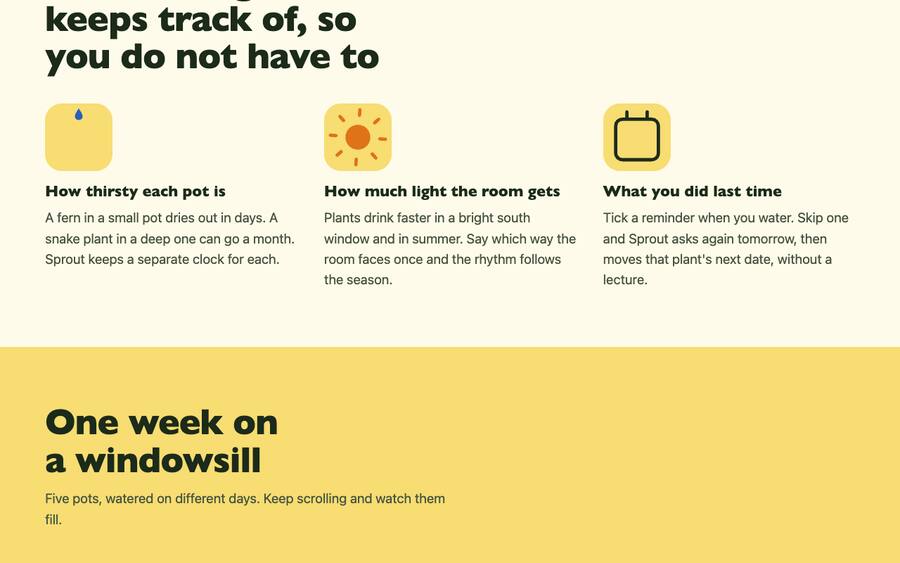 keeps track of, so
you do not have to
How thirsty each pot is
A fern in a small pot dries out in days. A
snake plant in a deep one can go a month.
Sprout keeps a separate clock for each.
How much light the room gets
Plants drink faster in a bright south
window and in summer. Say which way the
room faces once and the rhythm follows
the season.
What you did last time
Tick a reminder when you water. Skip one
and Sprout asks again tomorrow, then
moves that plant's next date, without a
lecture.
One week on
a windowsill
Five pots, watered on different days. Keep scrolling and watch them
fill.